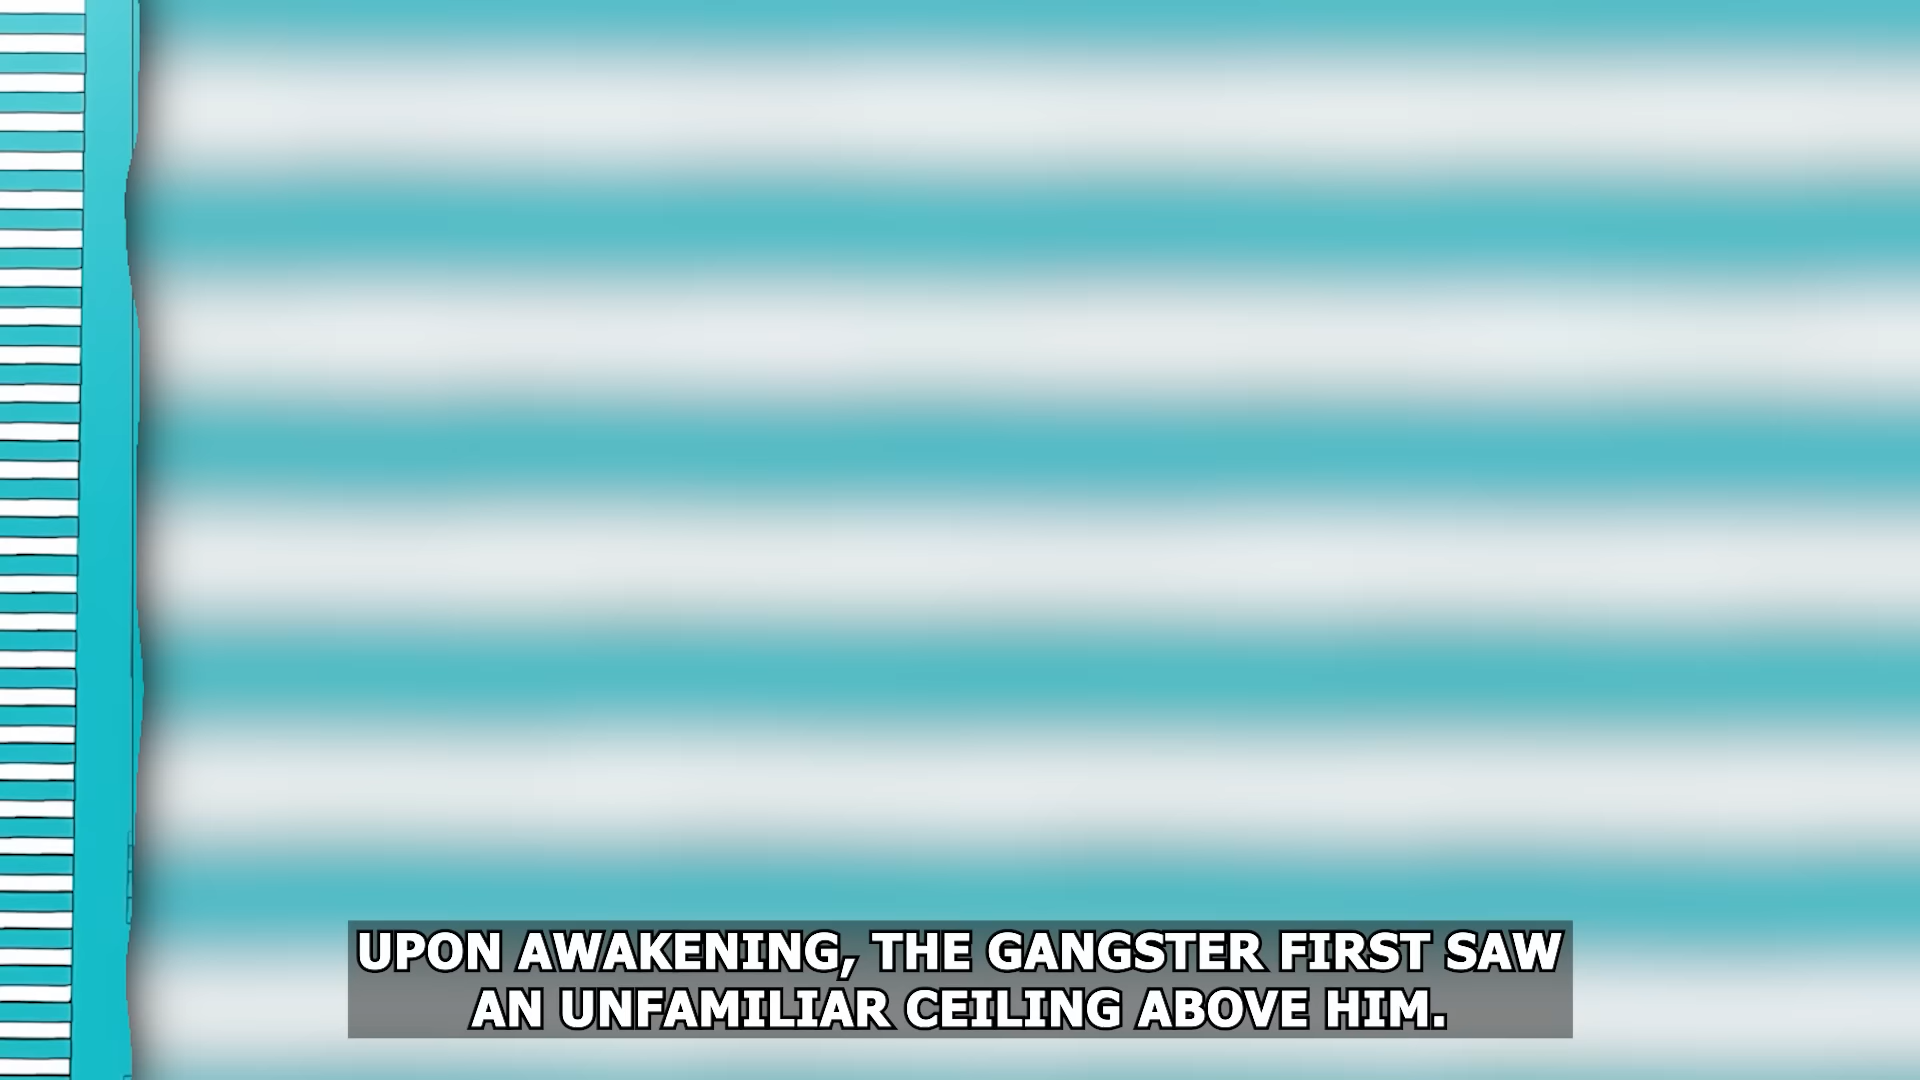 UPON AWAKENING, THE GANGSTER FIRST SAW
AN UNFAMILIAR CEILING ABOVE HIM.